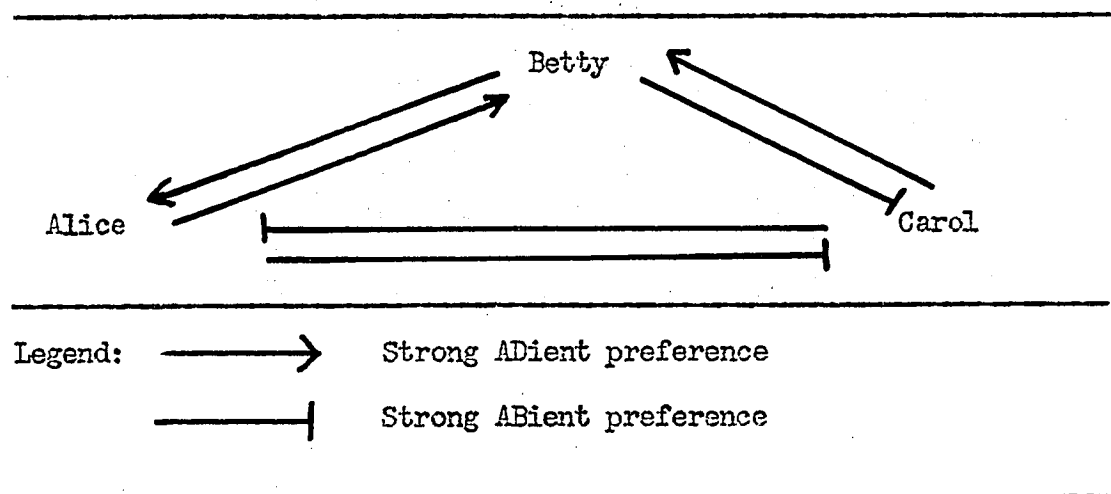 Betty
Alice
Carol
Legend: Strong ADient preference
Strong ABient preference